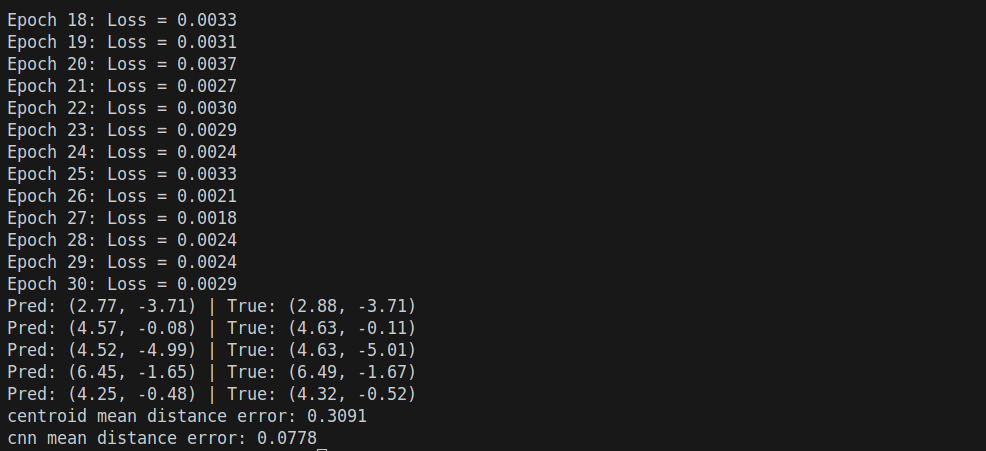 Epoch 18: Loss = 0.0033
Epoch 19: Loss = 0.0031
Epoch 20: Loss = 0.0037
Epoch 21: Loss = 0.0027
Epoch 22: Loss = 0.0030
Epoch 23: Loss = 0.0029
Epoch 24: Loss = 0.0024
Epoch 25: Loss = 0.0033
Epoch 26: Loss = 0.0021
Epoch 27: Loss = 0.0018
Epoch 28: Loss = 0.0024
Epoch 29: Loss = 0.0024
Epoch 30: Loss = 0.0029
Pred: (2.77, -3.71) | True: (2.88, -3.71)
Pred: (4.57, -0.08) | True: (4.63, -0.11)
Pred: (4.52, -4.99) | True: (4.63, -5.01)
Pred: (6.45, -1.65) | True: (6.49, -1.67)
Pred: (4.25, -0.48) | True: (4.32, -0.52)
centroid mean distance error: 0.3091
cnn mean distance error: 0.0778